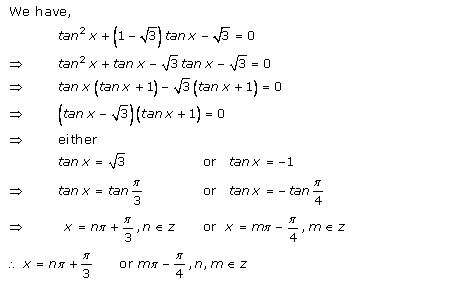 We have,
tan² x + (1 − √3) tan x − √3 = 0
⇒ tan² x + tan x − √3 tan x − √3 = 0
⇒ tan x (tan x + 1) − √3 (tan x + 1) = 0
⇒ (tan x − √3) (tan x + 1) = 0
⇒ either
tan x = √3 or tan x = −1
⇒ tan x = tan π/3 or tan x = − tan π/4
⇒ x = nπ + π/3, n ∈ z or x = mπ − π/4, m ∈ z
∴ x = nπ + π/3 or mπ − π/4, n, m ∈ z